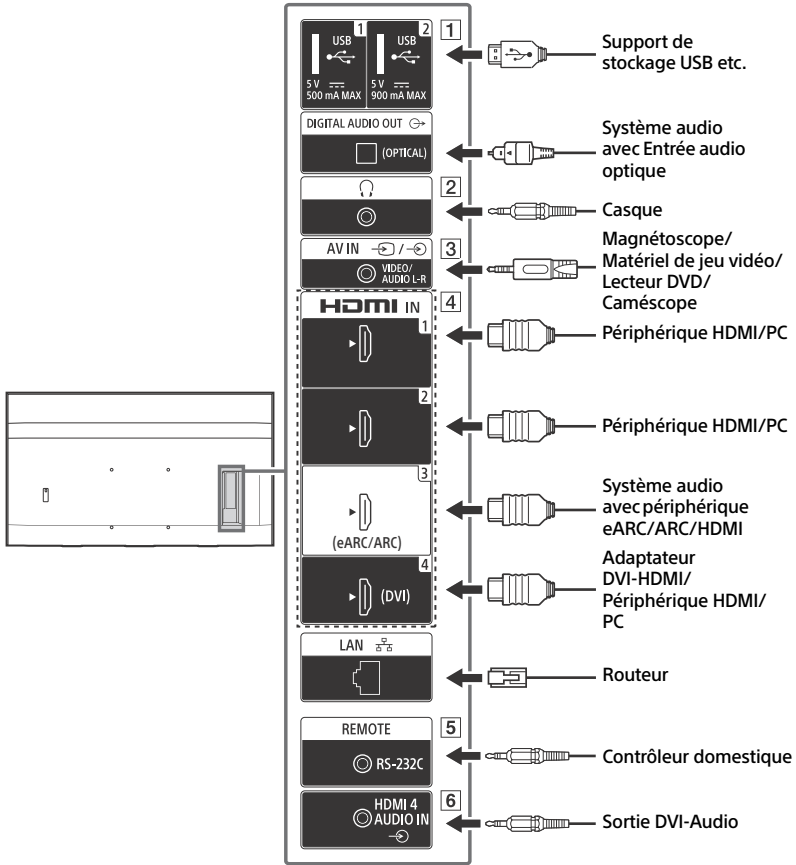 1
USB
5 V
500 mA MAX
2
USB
5 V
900 mA MAX
1
Support de
stockage USB etc.
DIGITAL AUDIO OUT
(OPTICAL)
Système audio
avec Entrée audio
optique
2
Casque
AV IN /
VIDEO/
AUDIO L-R
3
Magnétoscope/
Matériel de jeu vidéo/
Lecteur DVD/
Caméscope
HDMI IN
4
1
Périphérique HDMI/PC
2
Périphérique HDMI/PC
3
(eARC/ARC)
Système audio
avec périphérique
eARC/ARC/HDMI
4
(DVI)
Adaptateur
DVI-HDMI/
Périphérique HDMI/
PC
LAN
Routeur
REMOTE
5
RS-232C
Contrôleur domestique
HDMI 4
AUDIO IN
6
Sortie DVI-Audio